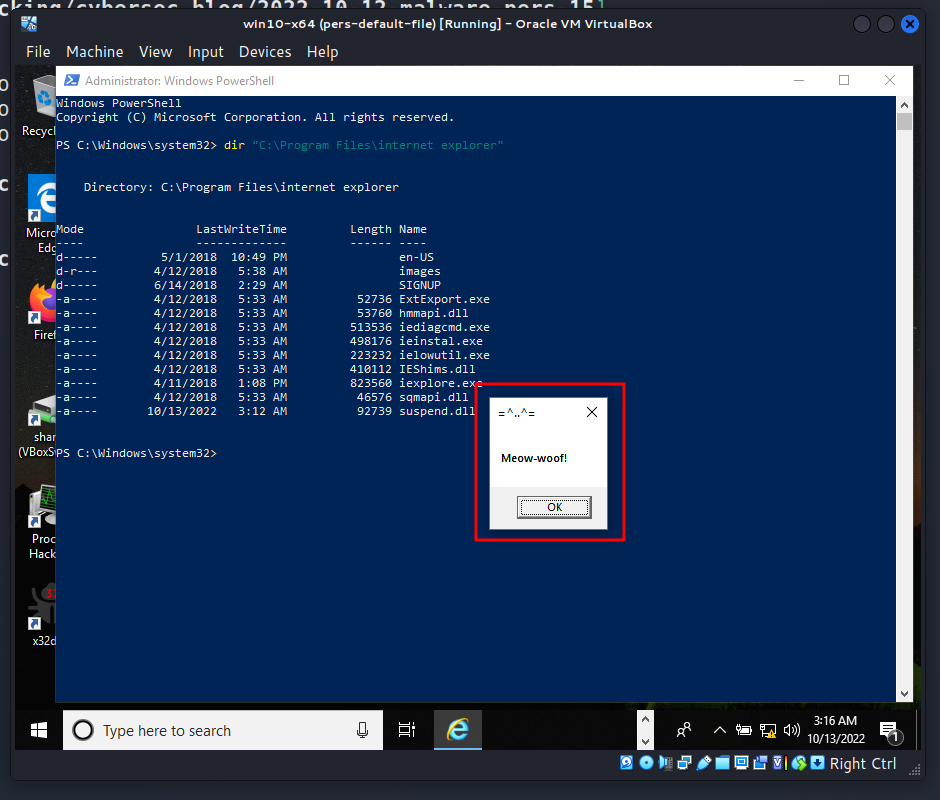 cking/cybersec_blog/2022-10-12-malware-pers-15]
win10-x64 (pers-default-file) [Running] - Oracle VM VirtualBox
File Machine View Input Devices Help
Administrator: Windows PowerShell
Windows PowerShell
Copyright (C) Microsoft Corporation. All rights reserved.
PS C:\Windows\system32> dir "C:\Program Files\internet explorer"
Directory: C:\Program Files\internet explorer
Mode LastWriteTime Length Name
---- ------------- ------ ----
d----- 5/1/2018 10:49 PM en-US
d-r--- 4/12/2018 5:38 AM images
d----- 6/14/2018 2:29 AM SIGNUP
-a---- 4/12/2018 5:33 AM 52736 ExtExport.exe
-a---- 4/12/2018 5:33 AM 53760 hmmapi.dll
-a---- 4/12/2018 5:33 AM 513536 iediagcmd.exe
-a---- 4/12/2018 5:33 AM 498176 ieinstal.exe
-a---- 4/12/2018 5:33 AM 223232 ielowutil.exe
-a---- 4/12/2018 5:33 AM 410112 IEShims.dll
-a---- 4/11/2018 1:08 PM 823560 iexplore.exe
-a---- 4/12/2018 5:33 AM 46576 sqmapi.dll
-a---- 10/13/2022 3:12 AM 92739 suspend.dll
PS C:\Windows\system32>
=^..^=
Meow-woof!
OK
Recyc
Micro
Edg
Firef
shar
(VBoxSv
Proc
Hack
32
x32d
Type here to search
3:16 AM
10/13/2022
1
Right Ctrl